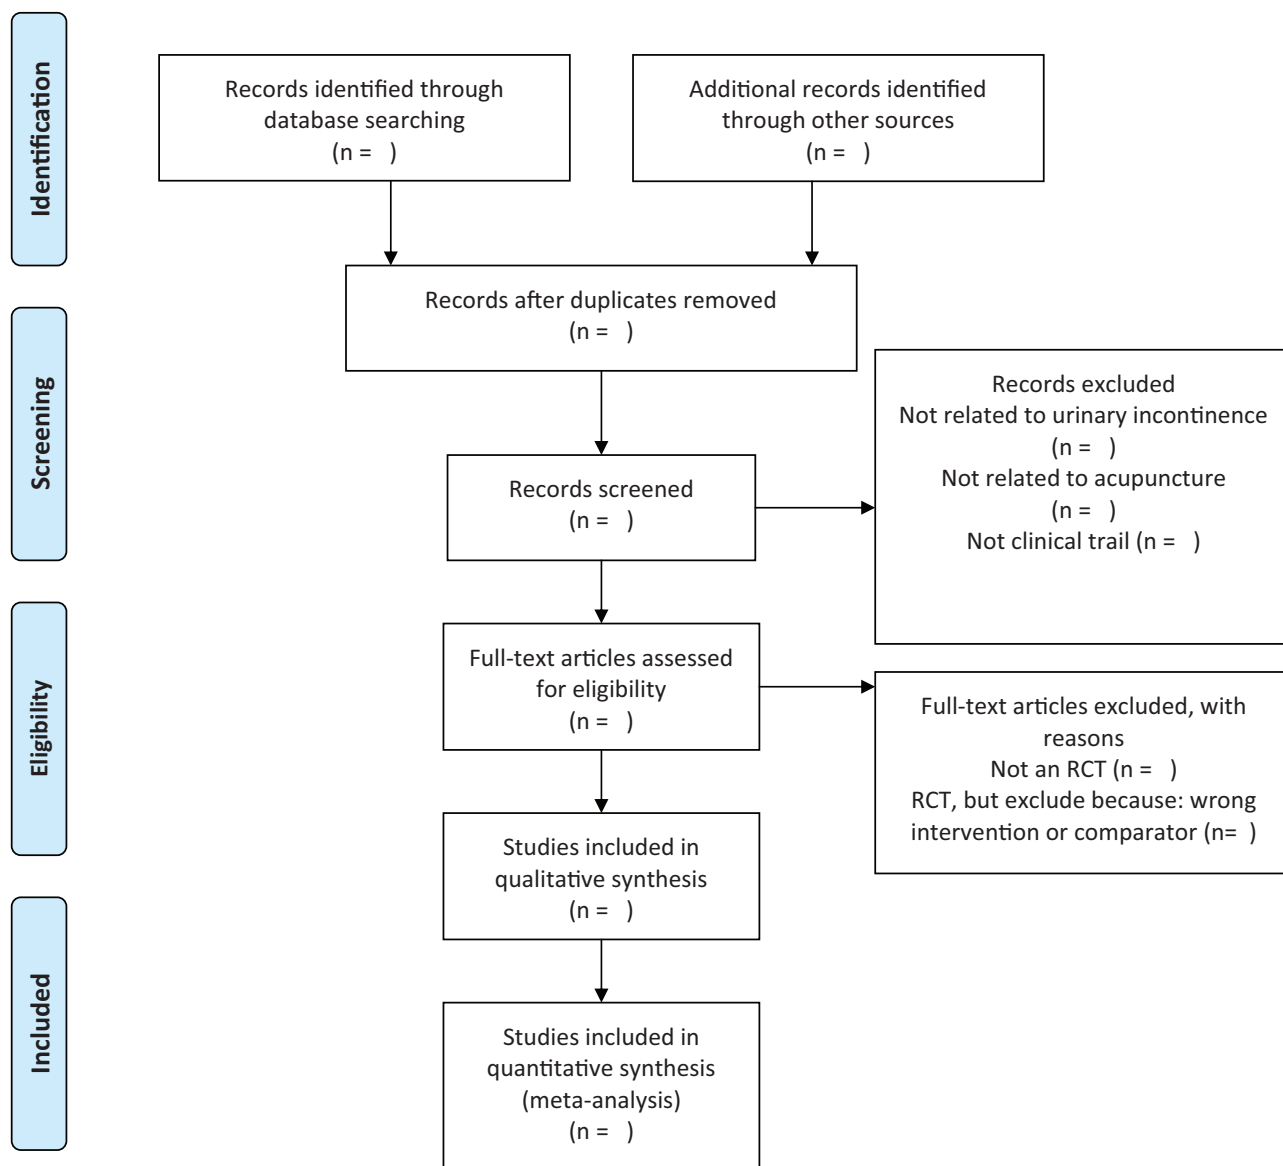 Identification
Records identified through
database searching
(n =   )
Additional records identified
through other sources
(n =   )
Records after duplicates removed
(n =   )
Screening
Records screened
(n =   )
Records excluded
Not related to urinary incontinence
(n =   )
Not related to acupuncture
(n =   )
Not clinical trail (n =   )
Eligibility
Full-text articles assessed
for eligibility
(n =   )
Full-text articles excluded, with
reasons
Not an RCT (n =   )
RCT, but exclude because: wrong
intervention or comparator (n=  )
Studies included in
qualitative synthesis
(n =   )
Included
Studies included in
quantitative synthesis
(meta-analysis)
(n =   )